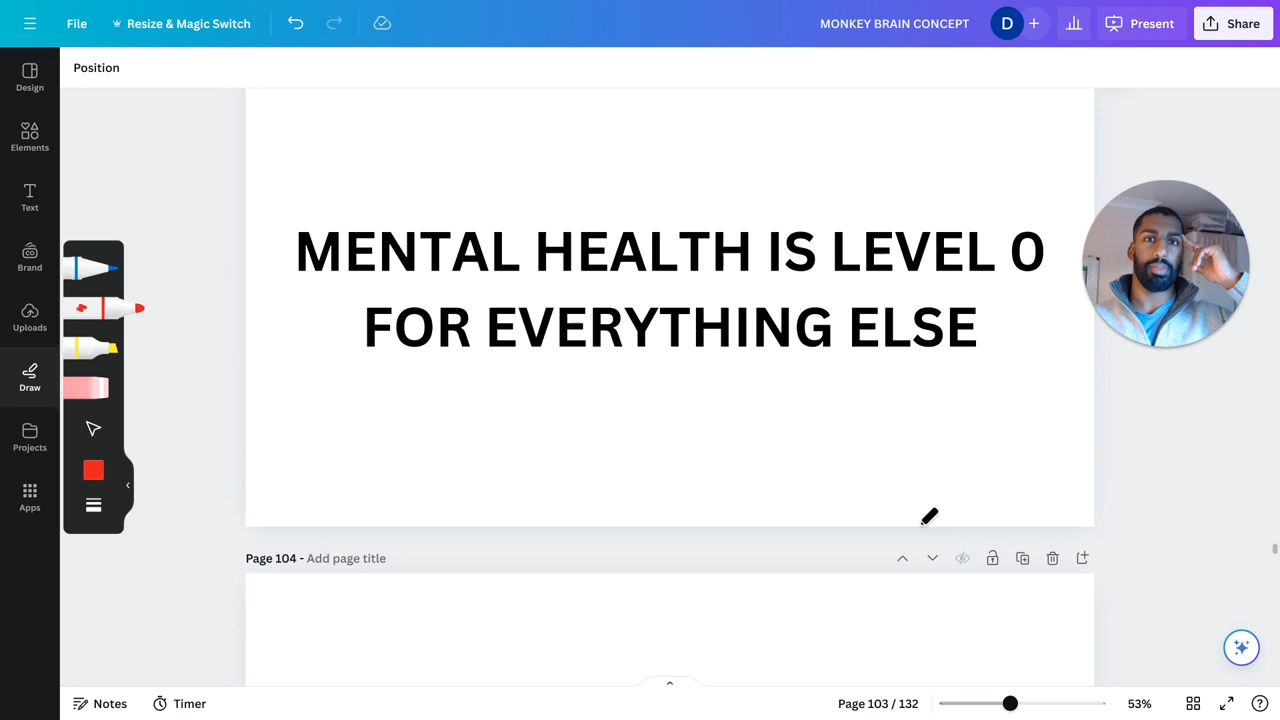 File
Resize & Magic Switch
MONKEY BRAIN CONCEPT
D
Present
Share
Position
Design
Elements
Text
Brand
Uploads
Draw
Projects
Apps
MENTAL HEALTH IS LEVEL 0
FOR EVERYTHING ELSE
Page 104 - Add page title
Notes
Timer
Page 103 / 132
53%